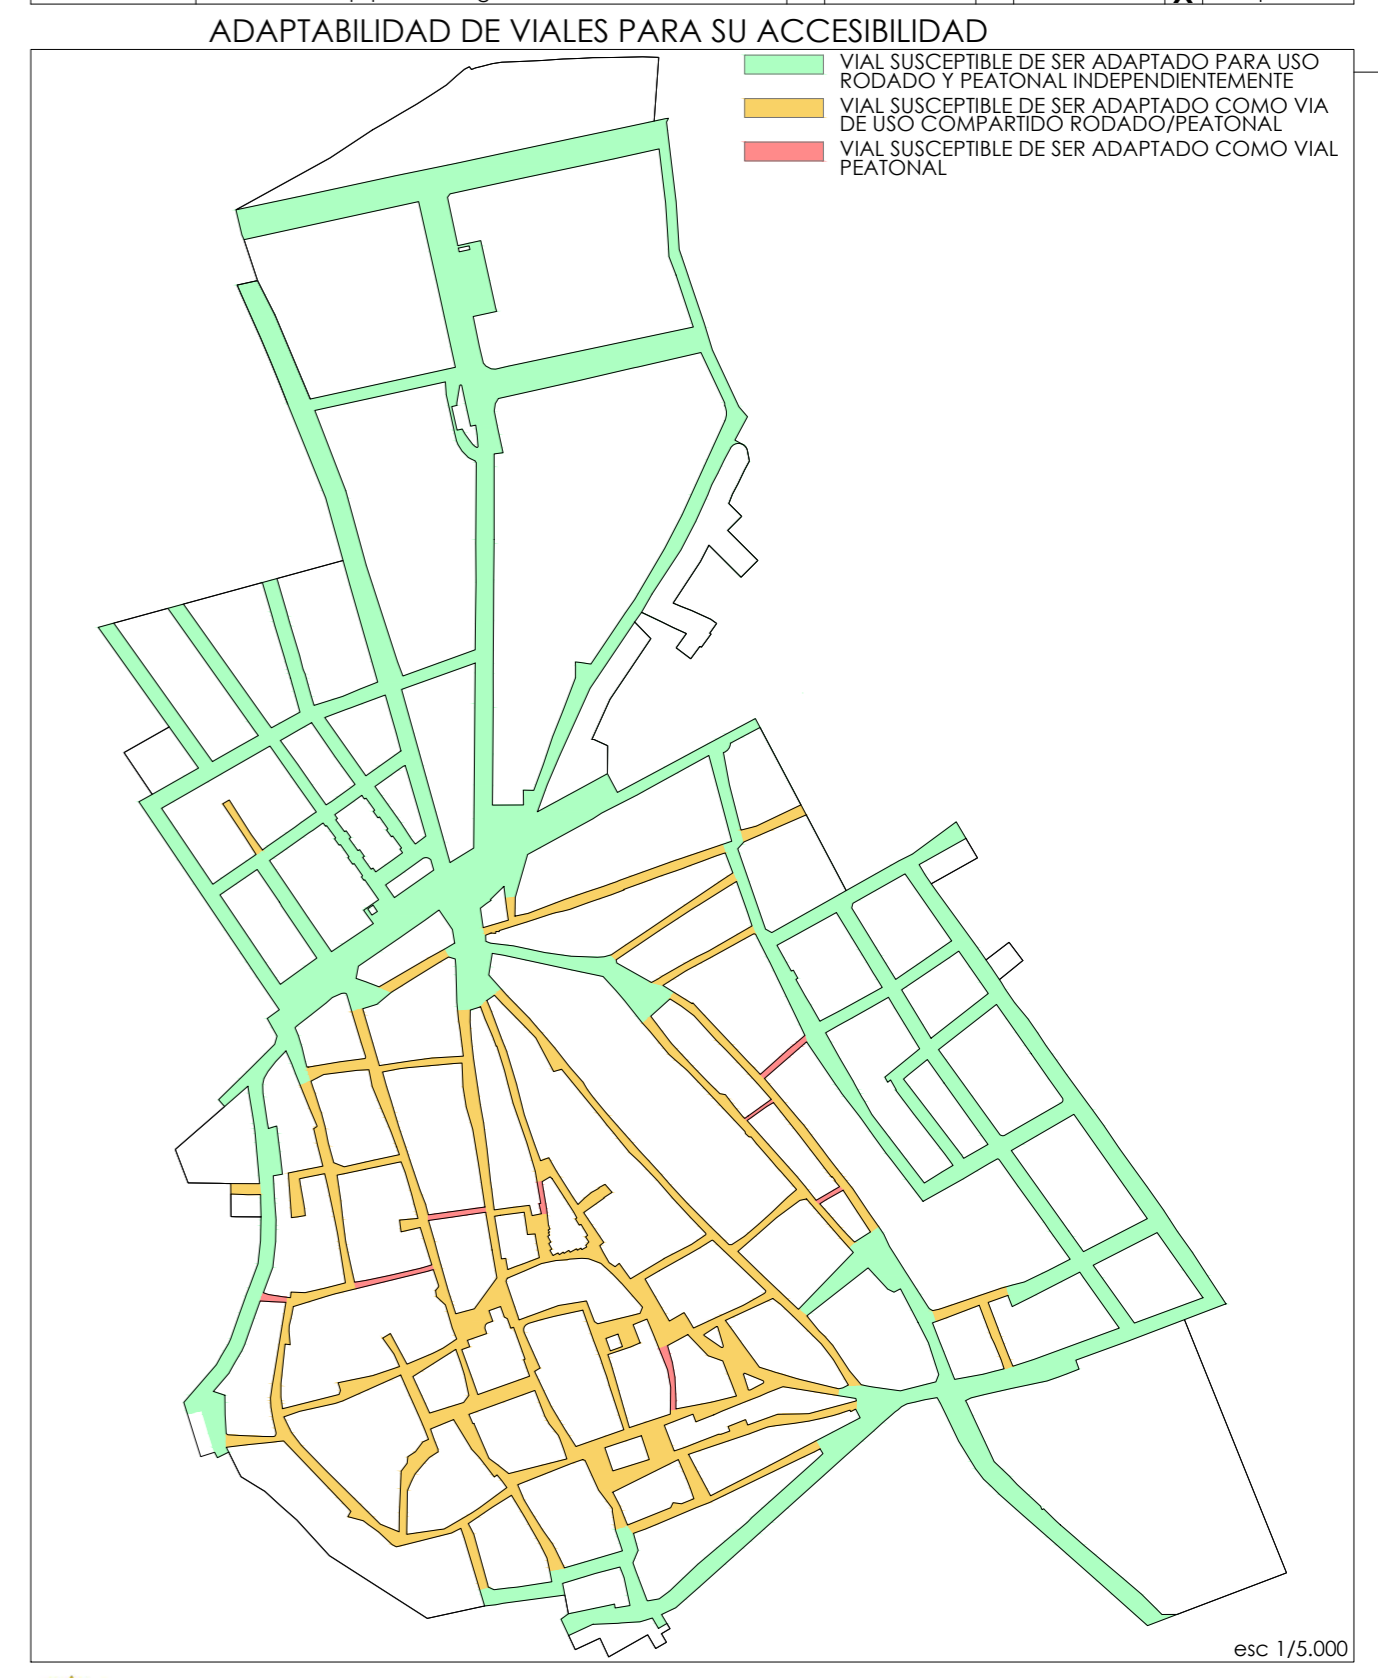 ADAPTABILIDAD DE VIALES PARA SU ACCESIBILIDAD
VIAL SUSCEPTIBLE DE SER ADAPTADO PARA USO
RODADO Y PEATONAL INDEPENDIENTEMENTE
VIAL SUSCEPTIBLE DE SER ADAPTADO COMO VIA
DE USO COMPARTIDO RODADO/PEATONAL
VIAL SUSCEPTIBLE DE SER ADAPTADO COMO VIAL
PEATONAL
esc 1/5.000